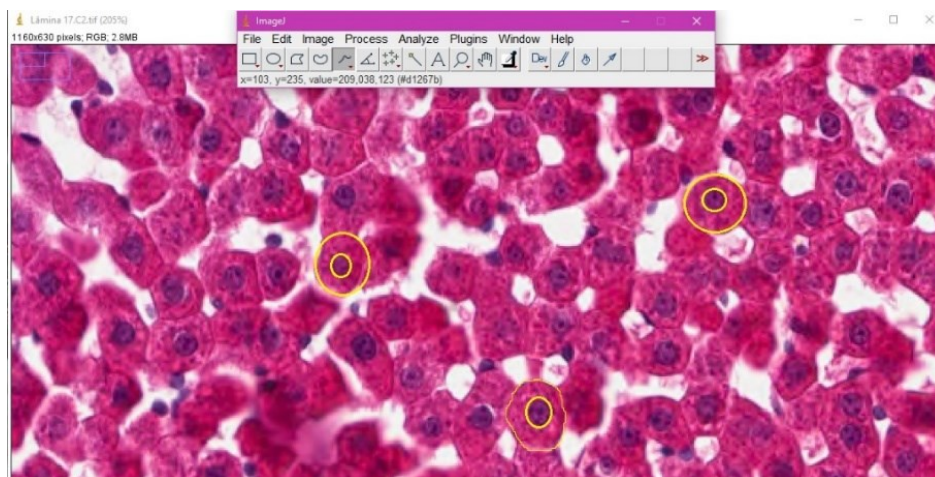 Lâmina 17.C2.tif (205%)
1160x630 pixels; RGB; 2.8MB
ImageJ
File Edit Image Process Analyze Plugins Window Help
A Dev
x=103, y=235, value=209,038,123 (#d1267b)